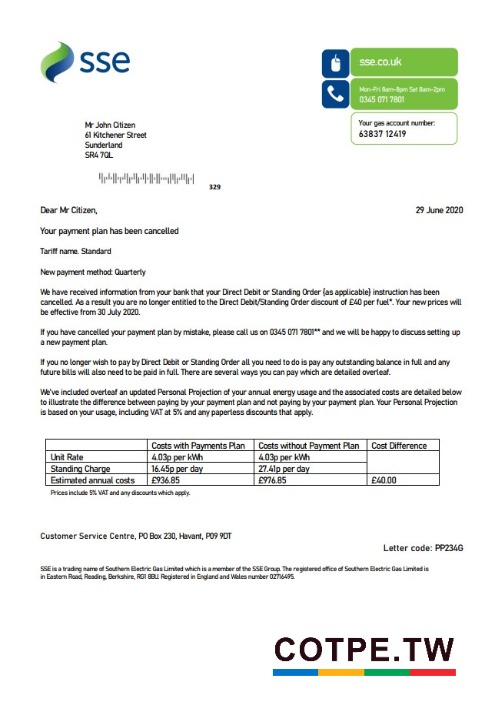 sse
sse.co.uk
Mon-Fri 8am-8pm Sat 8am-2pm
0345 071 7801
Your gas account number:
63837 12419
Mr John Citizen
61 Kitchener Street
Sunderland
SR4 7QL
329
Dear Mr Citizen,
29 June 2020
Your payment plan has been cancelled
Tariff name. Standard
New payment method: Quarterly
We have received information from your bank that your Direct Debit or Standing Order {as applicable} instruction has been
cancelled. As a result you are no longer entitled to the Direct Debit/Standing Order discount of £40 per fuel*. Your new prices will
be effective from 30 July 2020.
If you have cancelled your payment plan by mistake, please call us on 0345 071 7801** and we will be happy to discuss setting up
a new payment plan.
If you no longer wish to pay by Direct Debit or Standing Order all you need to do is pay any outstanding balance in full and any
future bills will also need to be paid in full. There are several ways you can pay which are detailed overleaf.
We've included overleaf an updated Personal Projection of your annual energy usage and the associated costs are detailed below
to illustrate the difference between paying by your payment plan and not paying by your payment plan. Your Personal Projection
is based on your usage, including VAT at 5% and any paperless discounts that apply.
Costs with Payments Plan Costs without Payment Plan Cost Difference
Unit Rate 4.03p per kWh 4.03p per kWh
Standing Charge 16.45p per day 27.41p per day
Estimated annual costs £936.85 £976.85 £40.00
Prices include 5% VAT and any discounts which apply.
Customer Service Centre, PO Box 230, Havant, P09 9DT
Letter code: PP234G
SSE is a trading name of Southern Electric Gas Limited which is a member of the SSE Group. The registered office of Southern Electric Gas Limited is
in Eastern Road, Reading, Berkshire, RG1 8BU. Registered in England and Wales number 02716495.
COTPE.TW